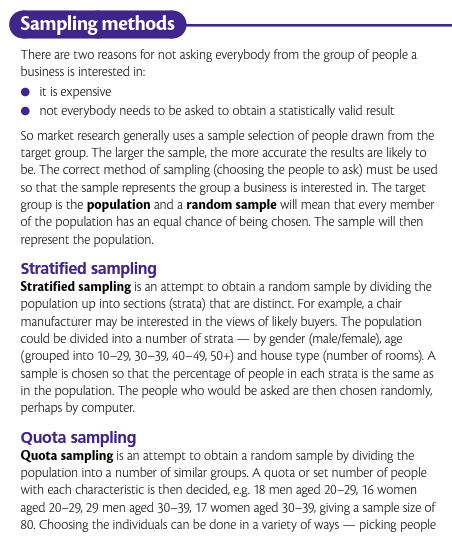 Sampling methods
There are two reasons for not asking everybody from the group of people a
business is interested in:
● it is expensive
● not everybody needs to be asked to obtain a statistically valid result
So market research generally uses a sample selection of people drawn from the
target group. The larger the sample, the more accurate the results are likely to
be. The correct method of sampling (choosing the people to ask) must be used
so that the sample represents the group a business is interested in. The target
group is the population and a random sample will mean that every member
of the population has an equal chance of being chosen. The sample will then
represent the population.
Stratified sampling
Stratified sampling is an attempt to obtain a random sample by dividing the
population up into sections (strata) that are distinct. For example, a chair
manufacturer may be interested in the views of likely buyers. The population
could be divided into a number of strata — by gender (male/female), age
(grouped into 10–29, 30–39, 40–49, 50+) and house type (number of rooms). A
sample is chosen so that the percentage of people in each strata is the same as
in the population. The people who would be asked are then chosen randomly,
perhaps by computer.
Quota sampling
Quota sampling is an attempt to obtain a random sample by dividing the
population into a number of similar groups. A quota or set number of people
with each characteristic is then decided, e.g. 18 men aged 20–29, 16 women
aged 20–29, 29 men aged 30–39, 17 women aged 30–39, giving a sample size of
80. Choosing the individuals can be done in a variety of ways — picking people